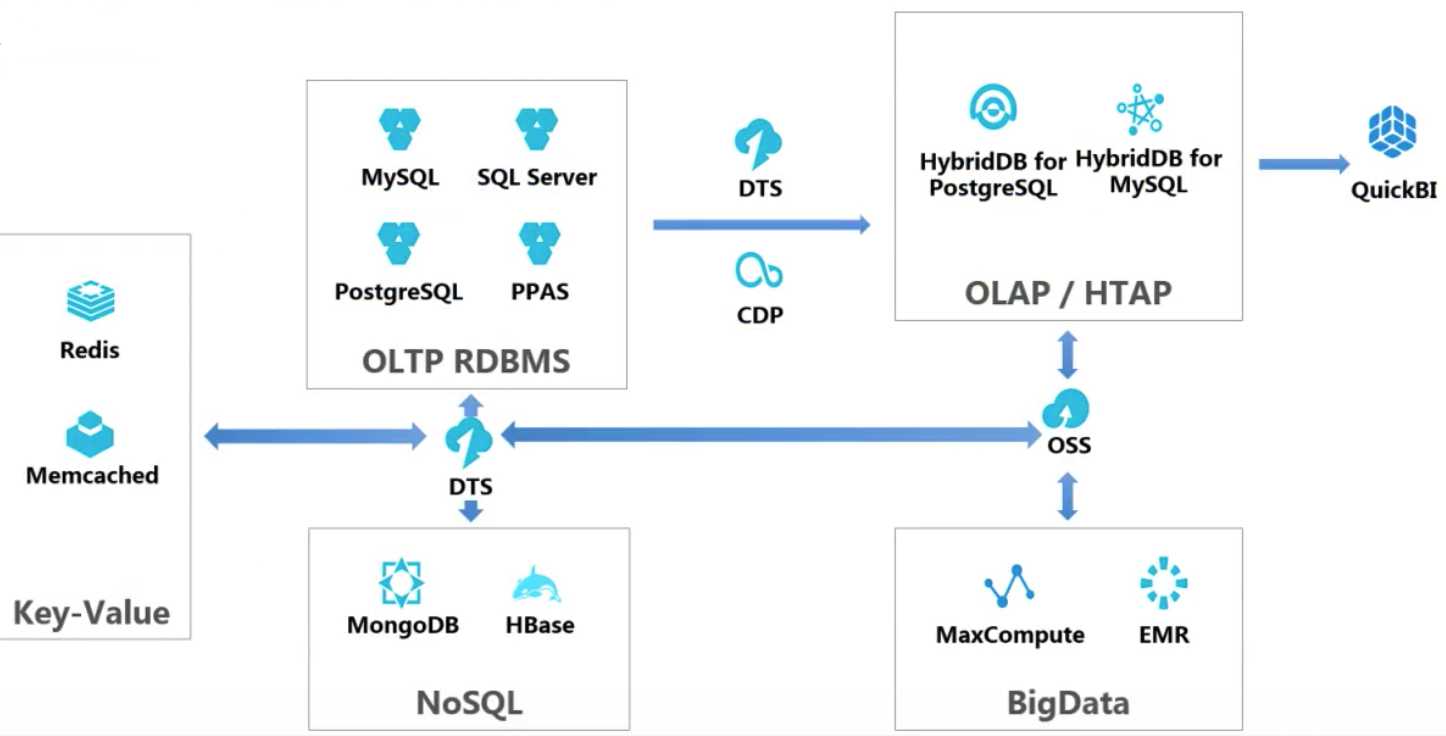 Redis
Memcached
Key-Value
MySQL
SQL Server
PostgreSQL
PPAS
OLTP RDBMS
DTS
CDP
HybridDB for
PostgreSQL
HybridDB for
MySQL
OLAP / HTAP
QuickBI
DTS
OSS
MongoDB
HBase
NoSQL
MaxCompute
EMR
BigData